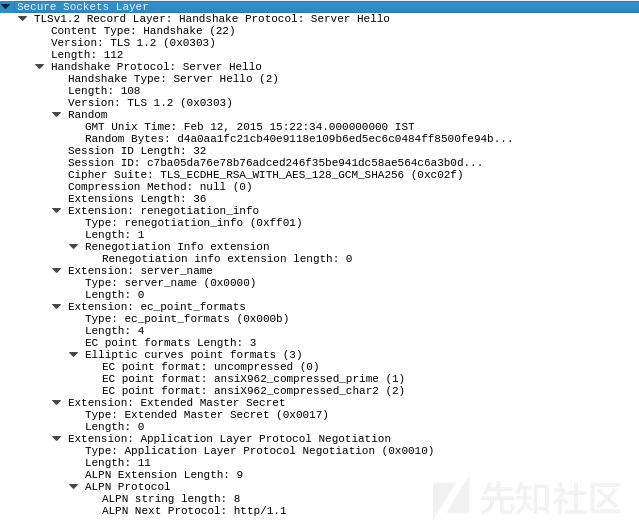 Secure Sockets Layer
TLSv1.2 Record Layer: Handshake Protocol: Server Hello
Content Type: Handshake (22)
Version: TLS 1.2 (0x0303)
Length: 112
Handshake Protocol: Server Hello
Handshake Type: Server Hello (2)
Length: 108
Version: TLS 1.2 (0x0303)
Random
GMT Unix Time: Feb 12, 2015 15:22:34.000000000 IST
Random Bytes: d4a0aa1fc21cb40e9118e109b6ed5ec6c0484ff8500fe94b...
Session ID Length: 32
Session ID: c7ba05da76e78b76adced246f35be941dc58ae564c6a3b0d...
Cipher Suite: TLS_ECDHE_RSA_WITH_AES_128_GCM_SHA256 (0xc02f)
Compression Method: null (0)
Extensions Length: 36
Extension: renegotiation_info
Type: renegotiation_info (0xff01)
Length: 1
Renegotiation Info extension
Renegotiation info extension length: 0
Extension: server_name
Type: server_name (0x0000)
Length: 0
Extension: ec_point_formats
Type: ec_point_formats (0x000b)
Length: 4
EC point formats Length: 3
Elliptic curves point formats (3)
EC point format: uncompressed (0)
EC point format: ansiX962_compressed_prime (1)
EC point format: ansiX962_compressed_char2 (2)
Extension: Extended Master Secret
Type: Extended Master Secret (0x0017)
Length: 0
Extension: Application Layer Protocol Negotiation
Type: Application Layer Protocol Negotiation (0x0010)
Length: 11
ALPN Extension Length: 9
ALPN Protocol
ALPN string length: 8
ALPN Next Protocol: http/1.1
先知社区